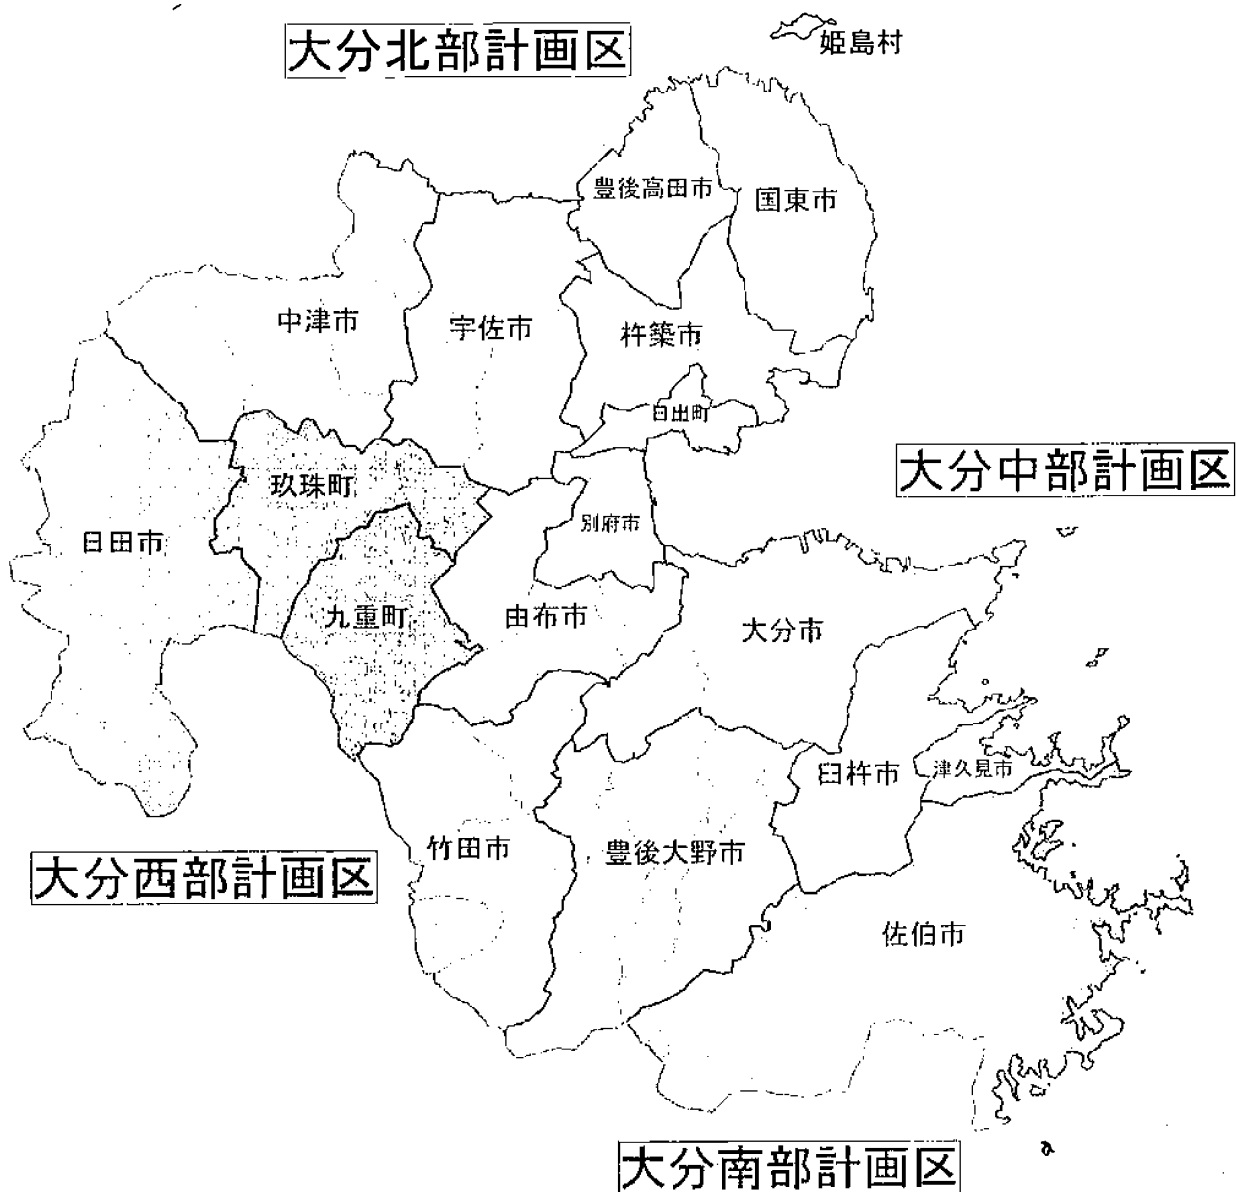 大分北部計画区
姫島村
豊後高田市
国東市
中津市
宇佐市
杵築市
日出町
大分中部計画区
玖珠町
別府市
日田市
九重町
由布市
大分市
臼杵市
津久見市
竹田市
豊後大野市
大分西部計画区
佐伯市
大分南部計画区